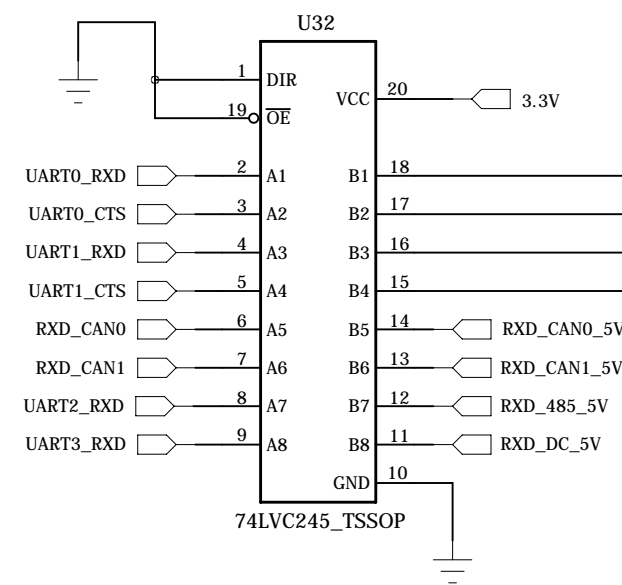 U32
1 DIR
VCC 20 3.3V
19 OE
UART0_RXD 2 A1 B1 18
UART0_CTS 3 A2 B2 17
UART1_RXD 4 A3 B3 16
UART1_CTS 5 A4 B4 15
RXD_CAN0 6 A5 B5 14 RXD_CAN0_5V
RXD_CAN1 7 A6 B6 13 RXD_CAN1_5V
UART2_RXD 8 A7 B7 12 RXD_485_5V
UART3_RXD 9 A8 B8 11 RXD_DC_5V
GND 10
74LVC245_TSSOP